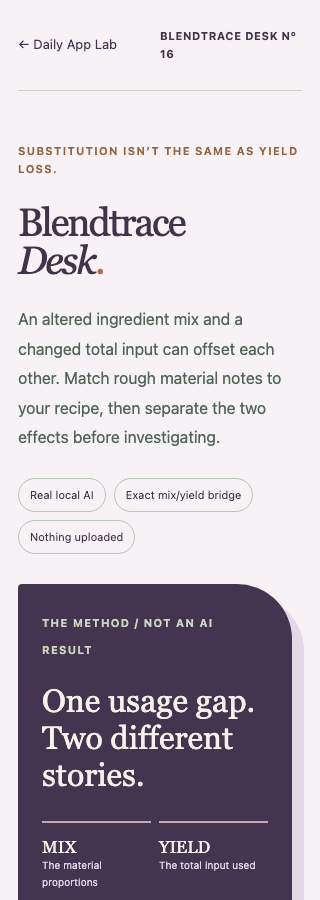 ← Daily App Lab
BLENDTRACE DESK Nº
16
SUBSTITUTION ISN’T THE SAME AS YIELD
LOSS.
Blendtrace
Desk.
An altered ingredient mix and a
changed total input can offset each
other. Match rough material notes to
your recipe, then separate the two
effects before investigating.
Real local AI
Exact mix/yield bridge
Nothing uploaded
THE METHOD / NOT AN AI
RESULT
One usage gap.
Two different
stories.
MIX
The material
proportions
YIELD
The total input used